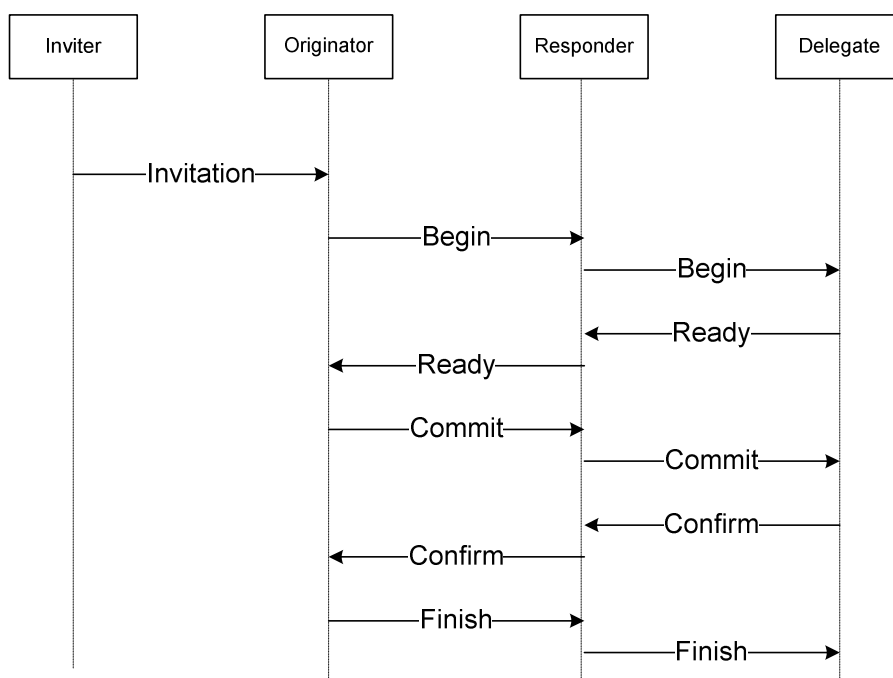 Inviter
Originator
Responder
Delegate
Invitation
Begin
Begin
Ready
Ready
Commit
Commit
Confirm
Confirm
Finish
Finish